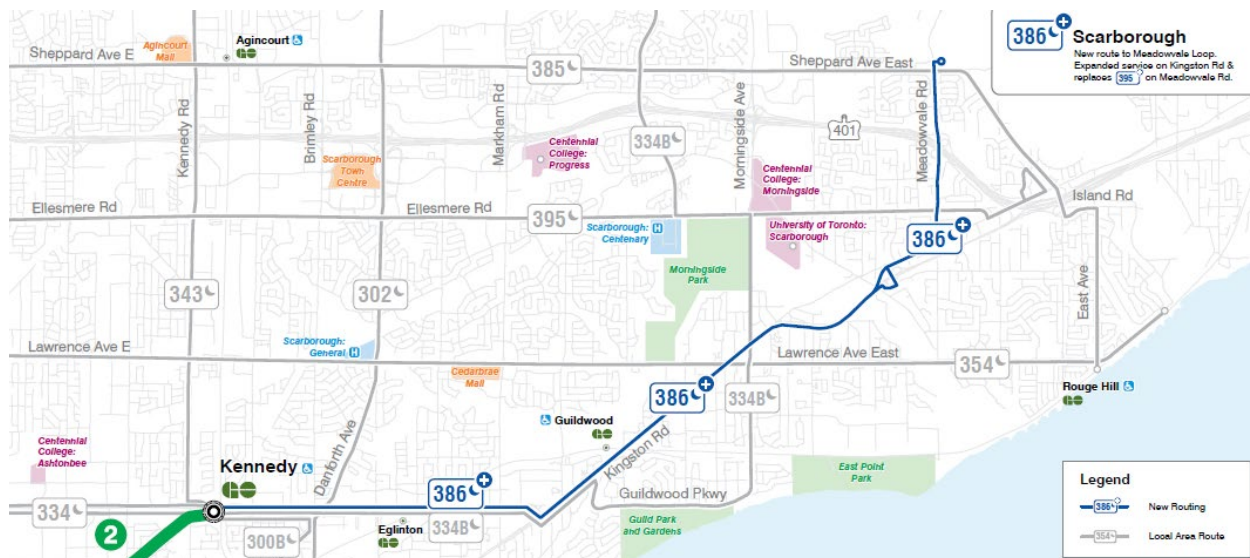 386
Scarborough
New route to Meadowvale Loop.
Expanded service on Kingston Rd &
replaces 395 on Meadowvale Rd.
Agincourt
Mall
Agincourt
GO
Sheppard Ave E
385
Sheppard Ave East
Kennedy Rd
Brimley Rd
Markham Rd
334B
Morningside Ave
401
Meadowvale Rd
Centennial
College:
Progress
Scarborough
Town
Centre
Centennial
College:
Morningside
Island Rd
Ellesmere Rd
Ellesmere Rd
395
Scarborough:
Centenary
H
University of Toronto:
Scarborough
386
343
302
Morningside
Park
East Ave
Scarborough:
General
H
Lawrence Ave E
Lawrence Ave East
354
Cedarbrae
Mall
386
334B
Rouge Hill
GO
Guildwood
GO
Kingston Rd
Danforth Ave
Centennial
College:
Ashtonbee
Kennedy
GO
East Point
Park
386
Guildwood Pkwy
334
2
300B
Eglinton
GO
334B
Guild Park
and Gardens
Legend
386 New Routing
354 Local Area Route